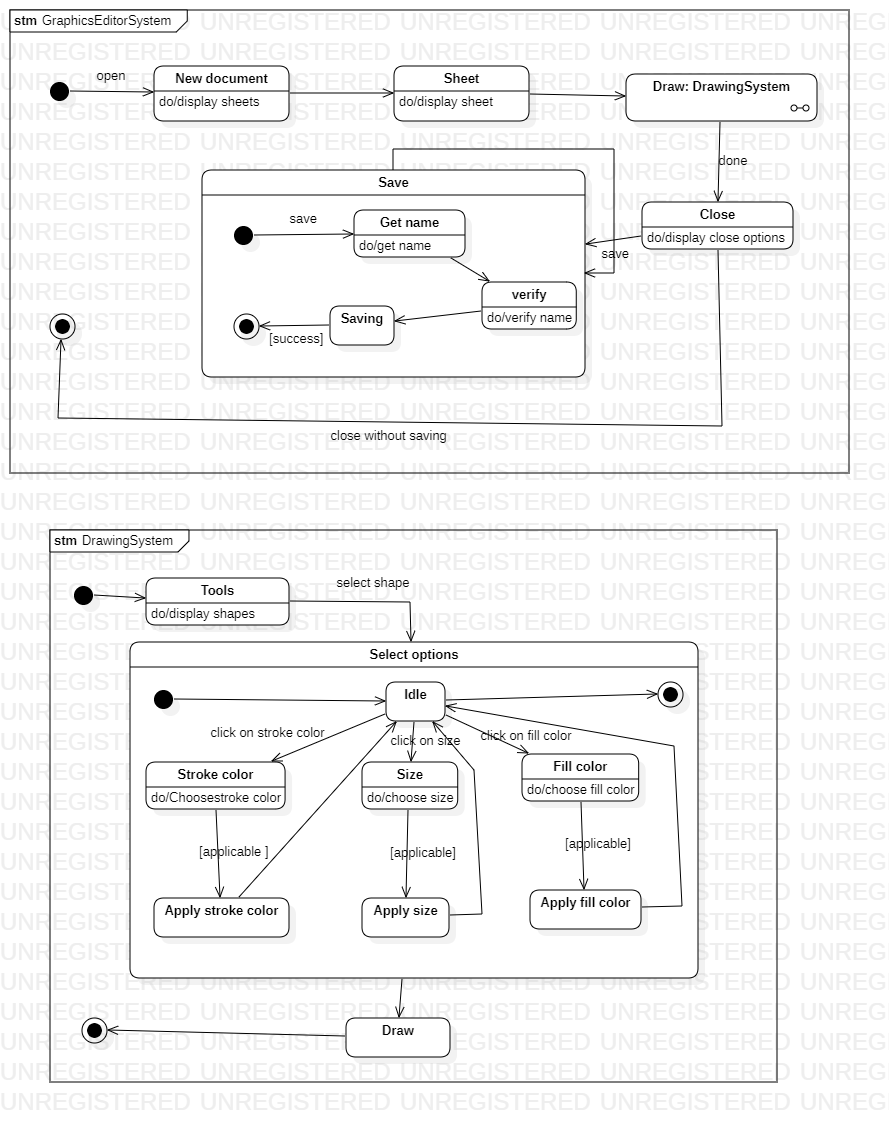 stm GraphicsEditorSystem
open
New document
do/display sheets
Sheet
do/display sheet
Draw: DrawingSystem
done
Save
Close
do/display close options
save
Get name
do/get name
save
verify
do/verify name
Saving
[success]
close without saving
stm DrawingSystem
Tools
do/display shapes
select shape
Select options
Idle
click on stroke color
click on size
click on fill color
Stroke color
do/Choosestroke color
Size
do/choose size
Fill color
do/choose fill color
[applicable ]
[applicable]
[applicable]
Apply stroke color
Apply size
Apply fill color
Draw
UNREGISTERED